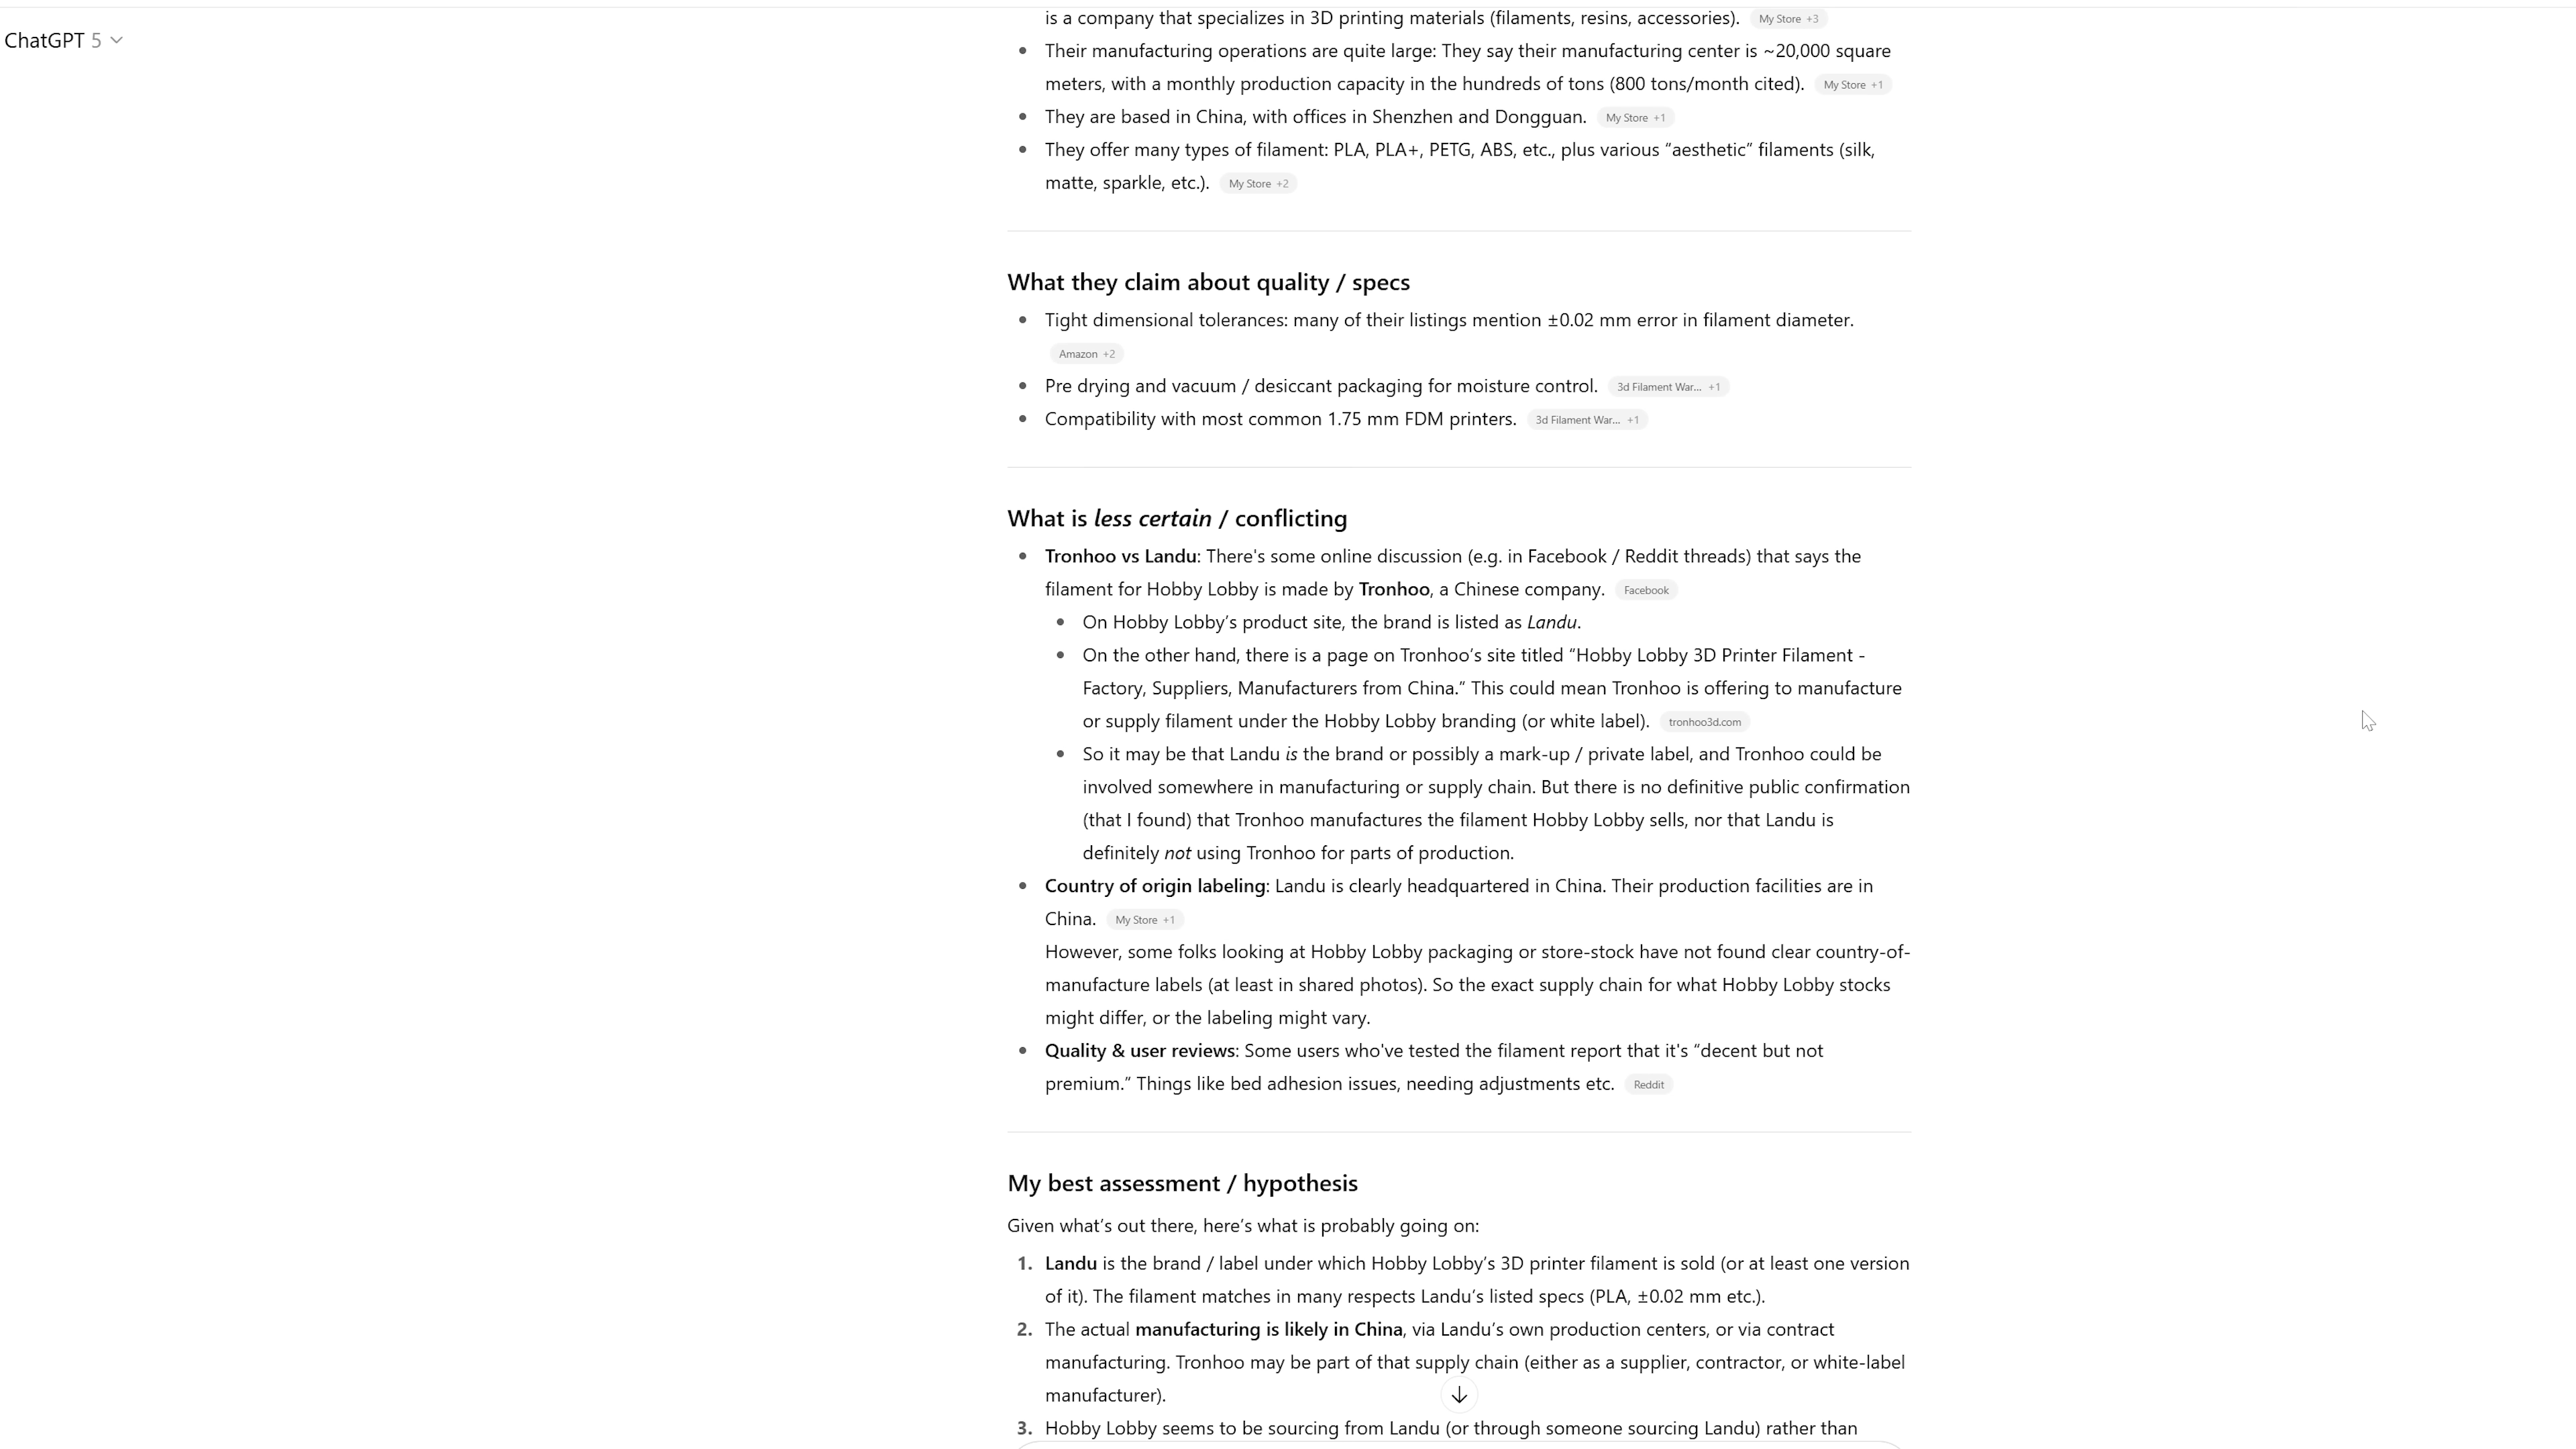 ChatGPT 5
is a company that specializes in 3D printing materials (filaments, resins, accessories). My Store +3
Their manufacturing operations are quite large: They say their manufacturing center is ~20,000 square
meters, with a monthly production capacity in the hundreds of tons (800 tons/month cited). My Store +1
They are based in China, with offices in Shenzhen and Dongguan. My Store +1
They offer many types of filament: PLA, PLA+, PETG, ABS, etc., plus various “aesthetic” filaments (silk,
matte, sparkle, etc.). My Store +2
What they claim about quality / specs
Tight dimensional tolerances: many of their listings mention ±0.02 mm error in filament diameter.
Amazon +2
Pre drying and vacuum / desiccant packaging for moisture control. 3d Filament War... +1
Compatibility with most common 1.75 mm FDM printers. 3d Filament War... +1
What is less certain / conflicting
Tronhoo vs Landu: There's some online discussion (e.g. in Facebook / Reddit threads) that says the
filament for Hobby Lobby is made by Tronhoo, a Chinese company. Facebook
On Hobby Lobby’s product site, the brand is listed as Landu.
On the other hand, there is a page on Tronhoo’s site titled “Hobby Lobby 3D Printer Filament -
Factory, Suppliers, Manufacturers from China.” This could mean Tronhoo is offering to manufacture
or supply filament under the Hobby Lobby branding (or white label). tronhoo3d.com
So it may be that Landu is the brand or possibly a mark-up / private label, and Tronhoo could be
involved somewhere in manufacturing or supply chain. But there is no definitive public confirmation
(that I found) that Tronhoo manufactures the filament Hobby Lobby sells, nor that Landu is
definitely not using Tronhoo for parts of production.
Country of origin labeling: Landu is clearly headquartered in China. Their production facilities are in
China. My Store +1
However, some folks looking at Hobby Lobby packaging or store-stock have not found clear country-of-
manufacture labels (at least in shared photos). So the exact supply chain for what Hobby Lobby stocks
might differ, or the labeling might vary.
Quality & user reviews: Some users who've tested the filament report that it's “decent but not
premium.” Things like bed adhesion issues, needing adjustments etc. Reddit
My best assessment / hypothesis
Given what’s out there, here’s what is probably going on:
1. Landu is the brand / label under which Hobby Lobby’s 3D printer filament is sold (or at least one version
of it). The filament matches in many respects Landu’s listed specs (PLA, ±0.02 mm etc.).
2. The actual manufacturing is likely in China, via Landu’s own production centers, or via contract
manufacturing. Tronhoo may be part of that supply chain (either as a supplier, contractor, or white-label
manufacturer).
3. Hobby Lobby seems to be sourcing from Landu (or through someone sourcing Landu) rather than